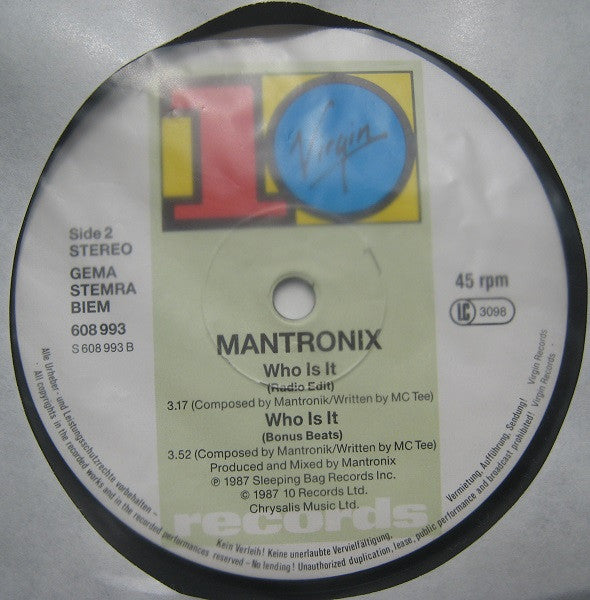 10
Virgin
Side 2
STEREO
GEMA
STEMRA
BIEM
608 993
S 608 993 B
45 rpm
LC 3098
MANTRONIX
Who Is It
(Radio Edit)
3.17 (Composed by Mantronik/Written by MC Tee)
Who Is It
(Bonus Beats)
3.52 (Composed by Mantronik/Written by MC Tee)
Produced and Mixed by Mantronix
℗ 1987 Sleeping Bag Records Inc.
© 1987 10 Records Ltd.
Chrysalis Music Ltd.
records
Alle Urheber- und Leistungsschutzrechte vorbehalten - Kein Verleih! Keine unerlaubte Vervielfältigung, Vermietung, Aufführung, Sendung! Virgin Records
All copyrights in the recorded works and in the recorded performances reserved - No lending! Unauthorized duplication, lease, public performance and broadcast prohibited! Virgin Records